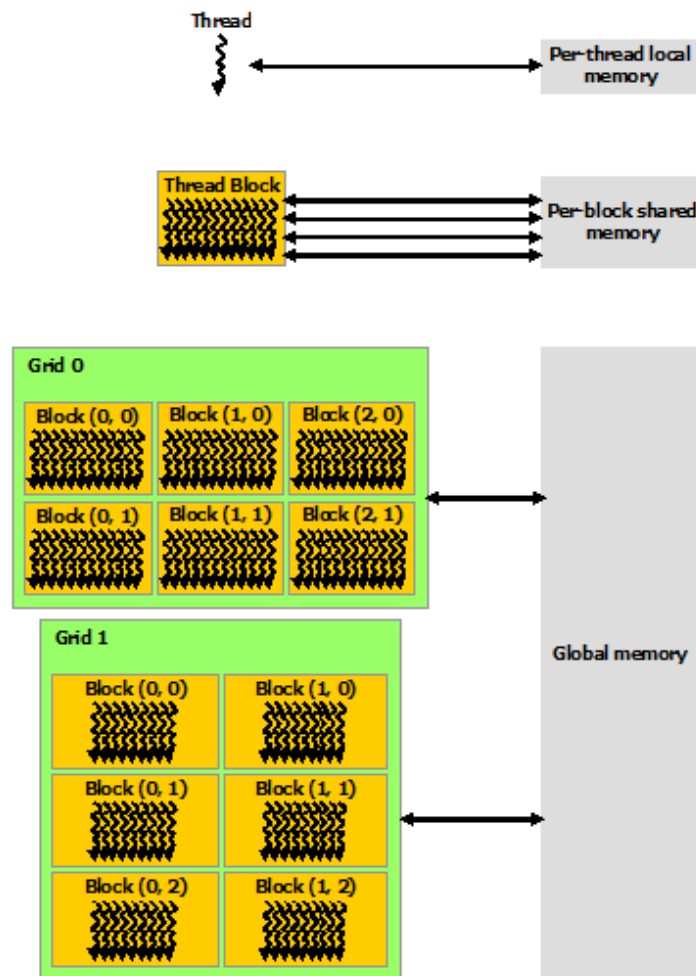 Thread
Per-thread local
memory
Thread Block
Per-block shared
memory
Grid 0
Block (0, 0)
Block (1, 0)
Block (2, 0)
Block (0, 1)
Block (1, 1)
Block (2, 1)
Grid 1
Block (0, 0)
Block (1, 0)
Block (0, 1)
Block (1, 1)
Block (0, 2)
Block (1, 2)
Global memory